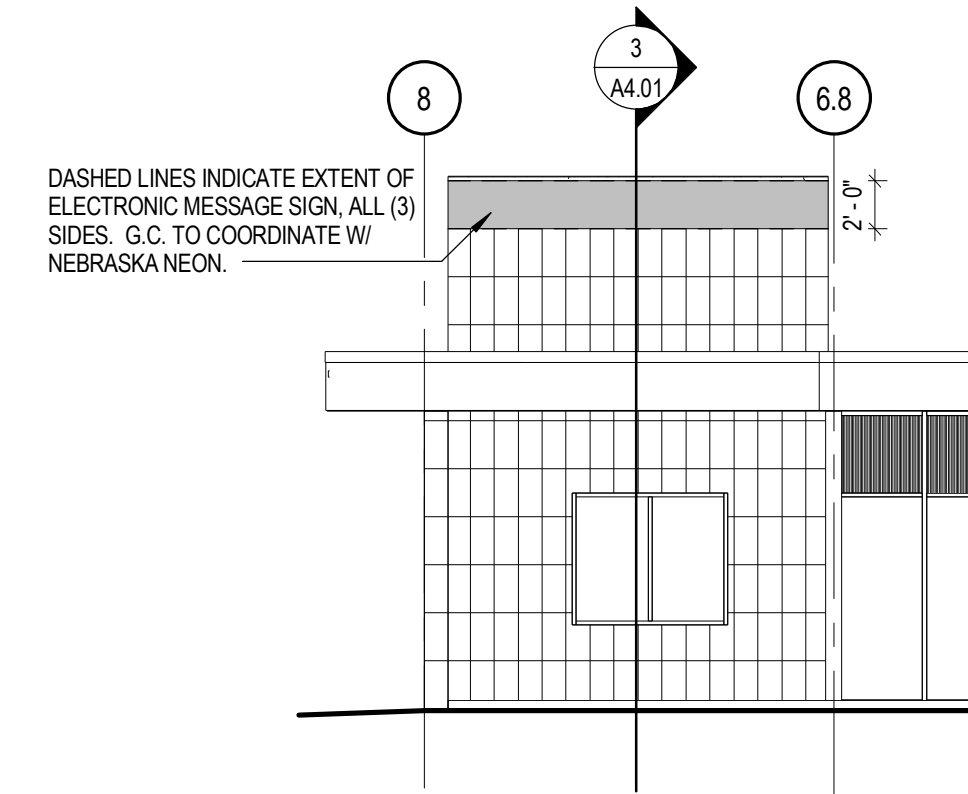 3
A4.01
8
6.8
DASHED LINES INDICATE EXTENT OF
ELECTRONIC MESSAGE SIGN, ALL (3)
SIDES.  G.C. TO COORDINATE W/
NEBRASKA NEON.
2' - 0"